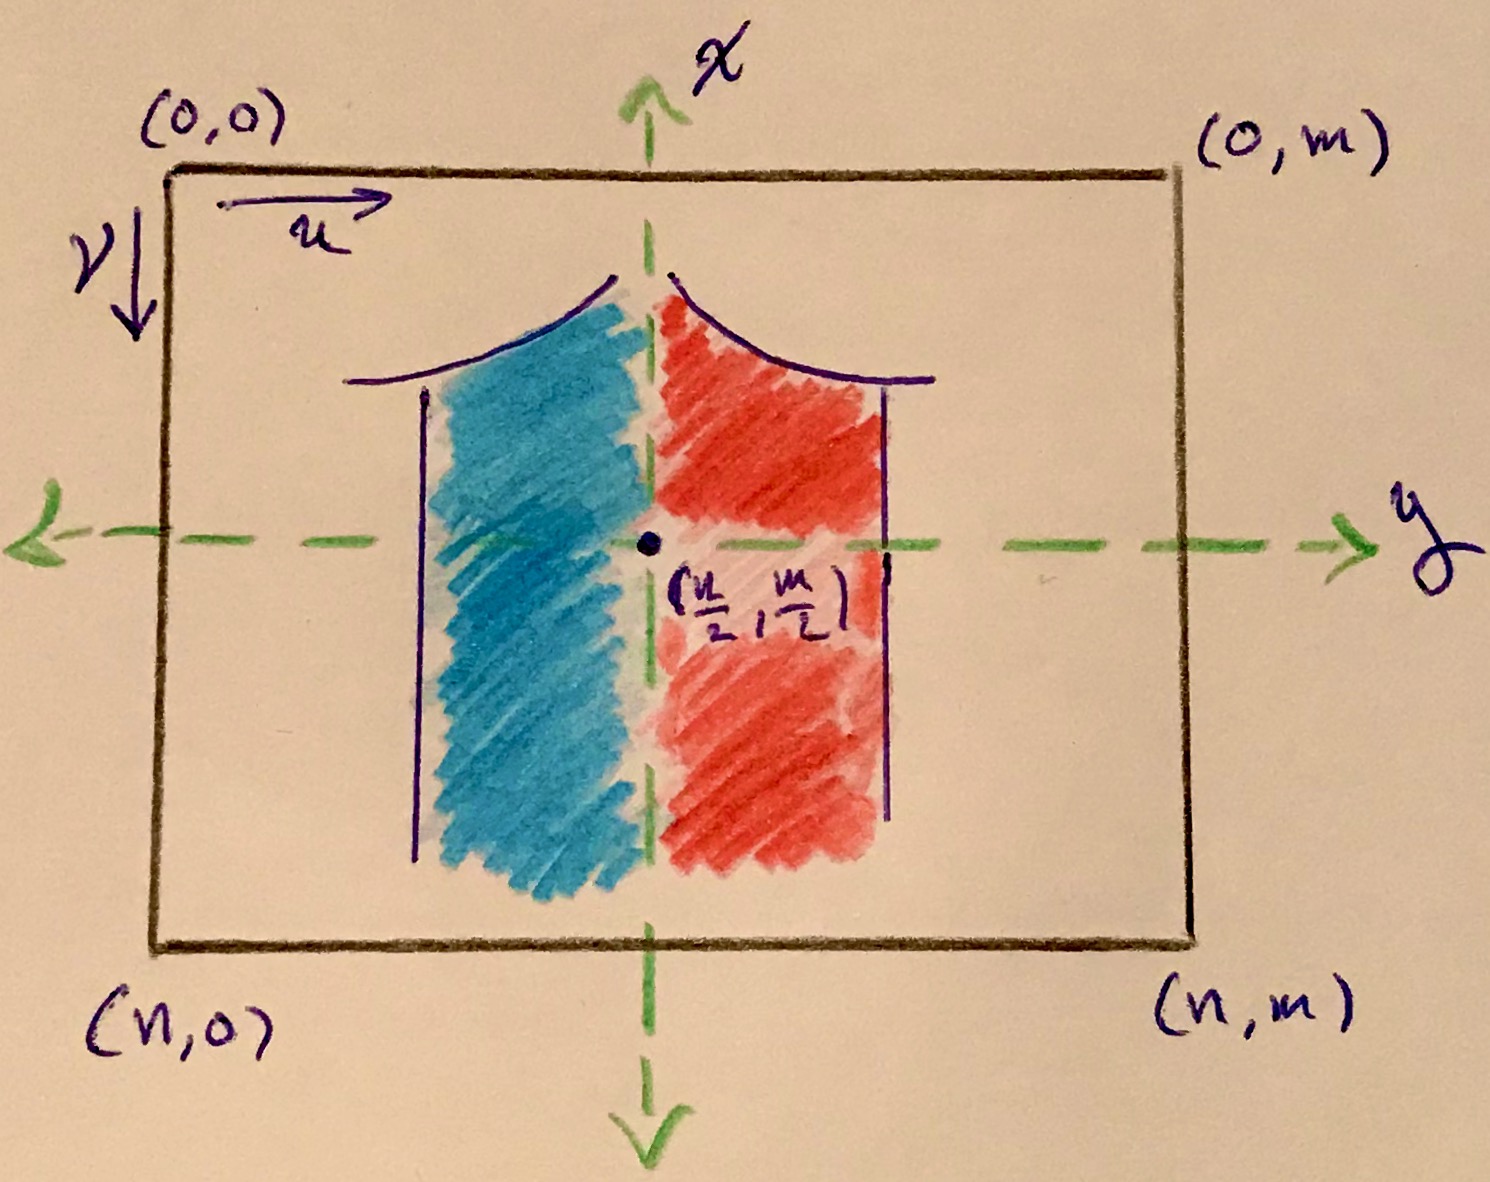 x
(0,0)
(0,m)
u
v
y
(n/2, m/2)
(n,0)
(n,m)